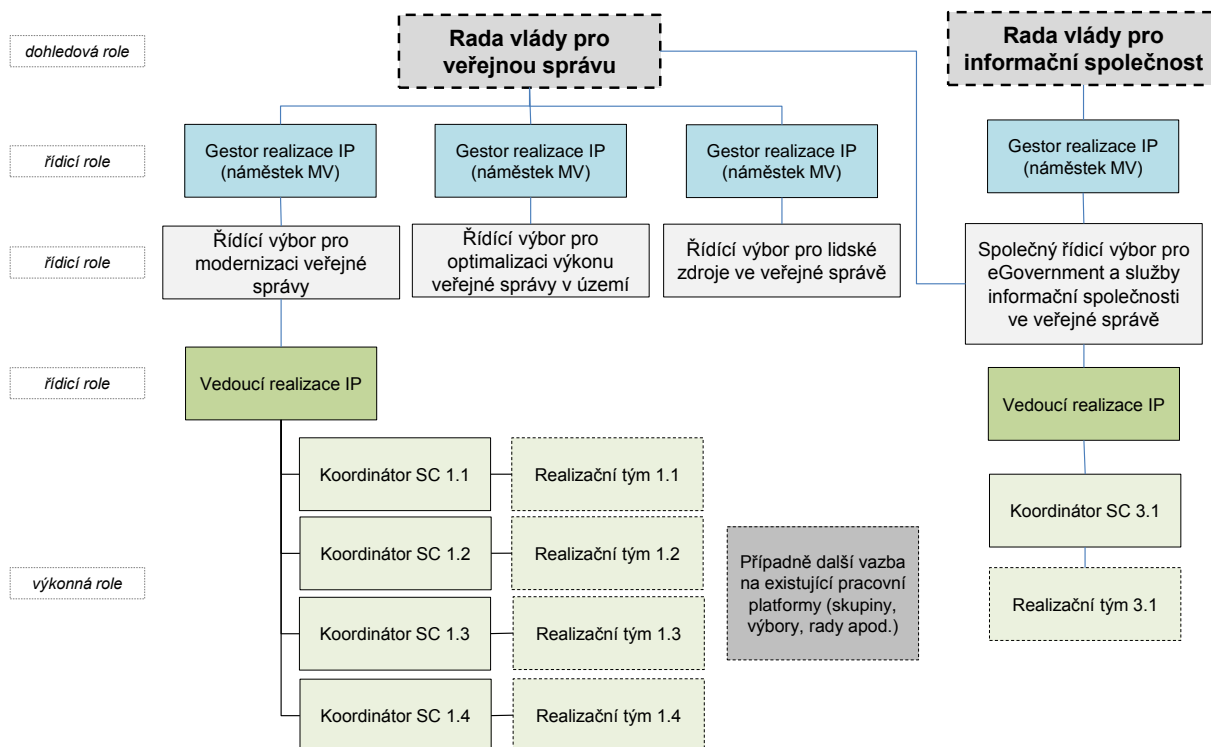 dohledová role
Rada vlády pro
veřejnou správu
Rada vlády pro
informační společnost
řídicí role
Gestor realizace IP
(náměstek MV)
Gestor realizace IP
(náměstek MV)
Gestor realizace IP
(náměstek MV)
Gestor realizace IP
(náměstek MV)
řídicí role
Řídící výbor pro
modernizaci veřejné
správy
Řídící výbor pro
optimalizaci výkonu
veřejné správy v území
Řídící výbor pro lidské
zdroje ve veřejné správě
Společný řídicí výbor pro
eGovernment a služby
informační společnosti
ve veřejné správě
řídicí role
Vedoucí realizace IP
Vedoucí realizace IP
výkonná role
Koordinátor SC 1.1
Realizační tým 1.1
Koordinátor SC 1.2
Realizační tým 1.2
Koordinátor SC 1.3
Realizační tým 1.3
Koordinátor SC 1.4
Realizační tým 1.4
Případně další vazba
na existující pracovní
platformy (skupiny,
výbory, rady apod.)
Koordinátor SC 3.1
Realizační tým 3.1